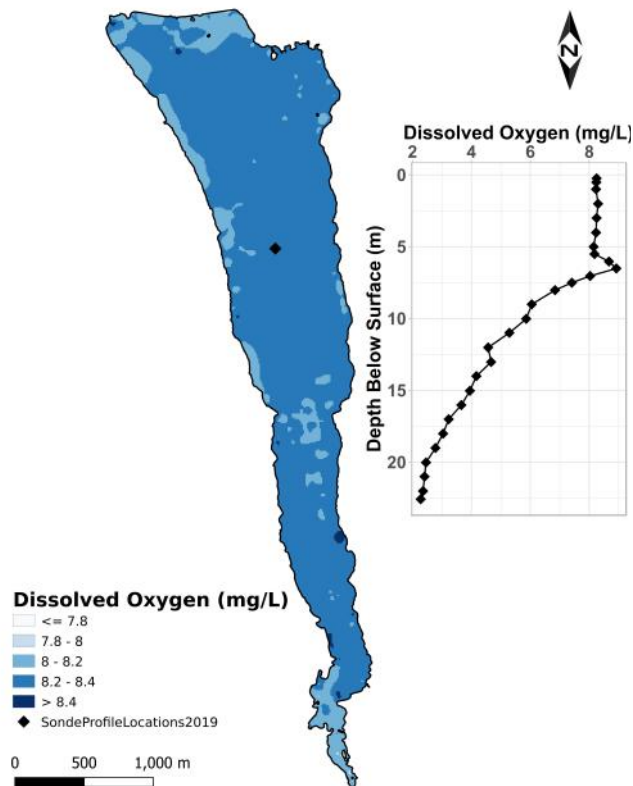 N
Dissolved Oxygen (mg/L)
2 4 6 8
0
5
10
15
20
Depth Below Surface (m)
Dissolved Oxygen (mg/L)
<= 7.8
7.8 - 8
8 - 8.2
8.2 - 8.4
> 8.4
SondeProfileLocations2019
0 500 1,000 m